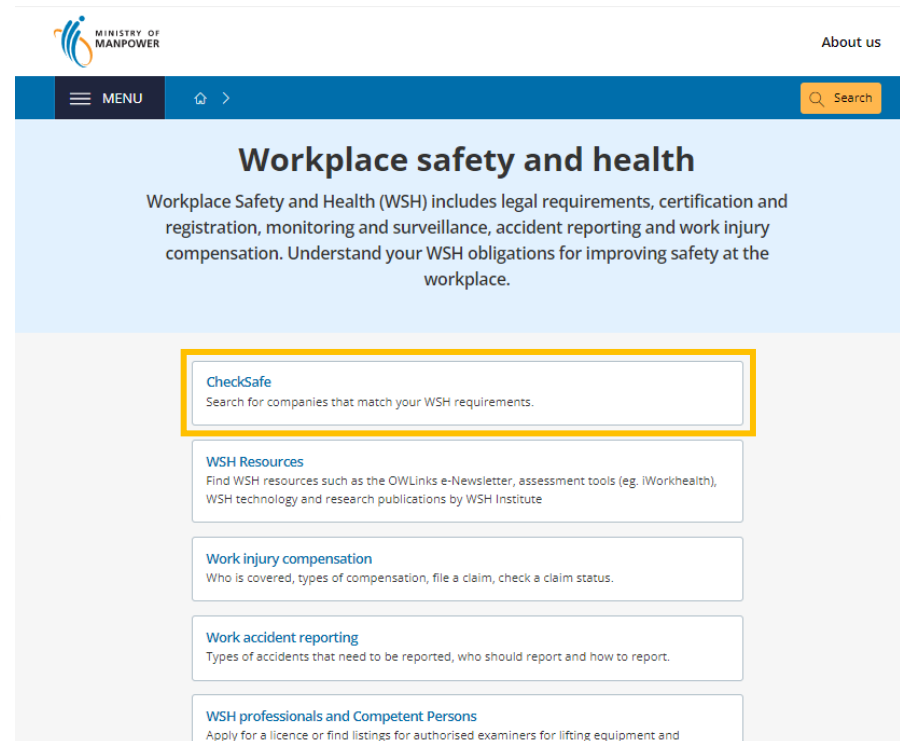 MINISTRY OF
MANPOWER
About us
MENU
Search
Workplace safety and health
Workplace Safety and Health (WSH) includes legal requirements, certification and
registration, monitoring and surveillance, accident reporting and work injury
compensation. Understand your WSH obligations for improving safety at the
workplace.
CheckSafe
Search for companies that match your WSH requirements.
WSH Resources
Find WSH resources such as the OWLinks e-Newsletter, assessment tools (eg. iWorkhealth),
WSH technology and research publications by WSH Institute
Work injury compensation
Who is covered, types of compensation, file a claim, check a claim status.
Work accident reporting
Types of accidents that need to be reported, who should report and how to report.
WSH professionals and Competent Persons
Apply for a licence or find listings for authorised examiners for lifting equipment and